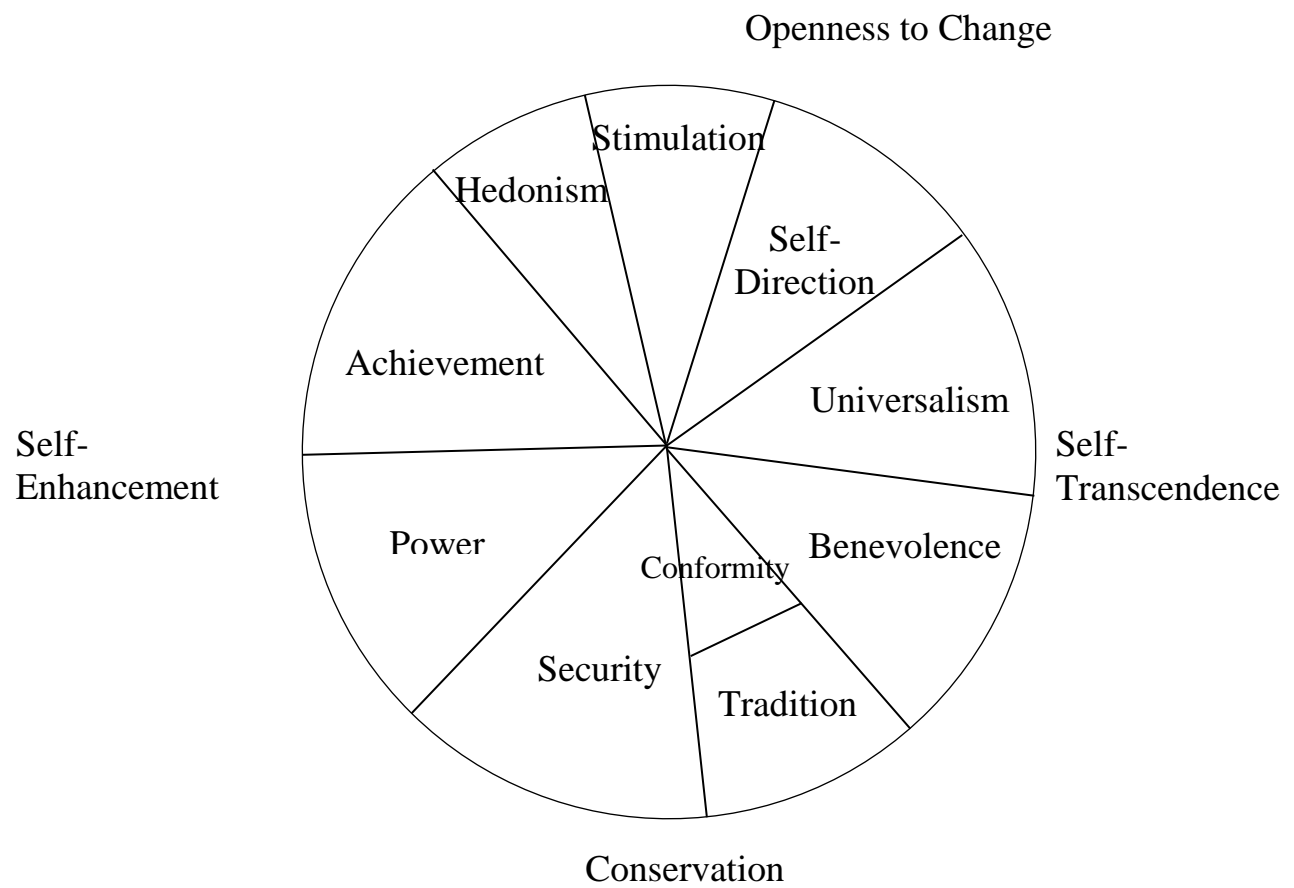 Openness to Change
Stimulation
Hedonism
Self-
Direction
Achievement
Universalism
Self-
Enhancement
Self-
Transcendence
Power
Benevolence
Conformity
Security
Tradition
Conservation